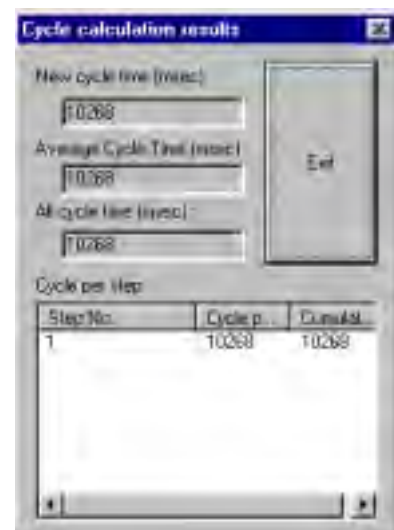 Cycle calculation results
New cycle time (msec)
10268
Average Cycle Time (msec)
10268
All cycle time (msec)
10268
Exit
Cycle per step
Step No. Cycle p... Cumulat...
1 10268 10268